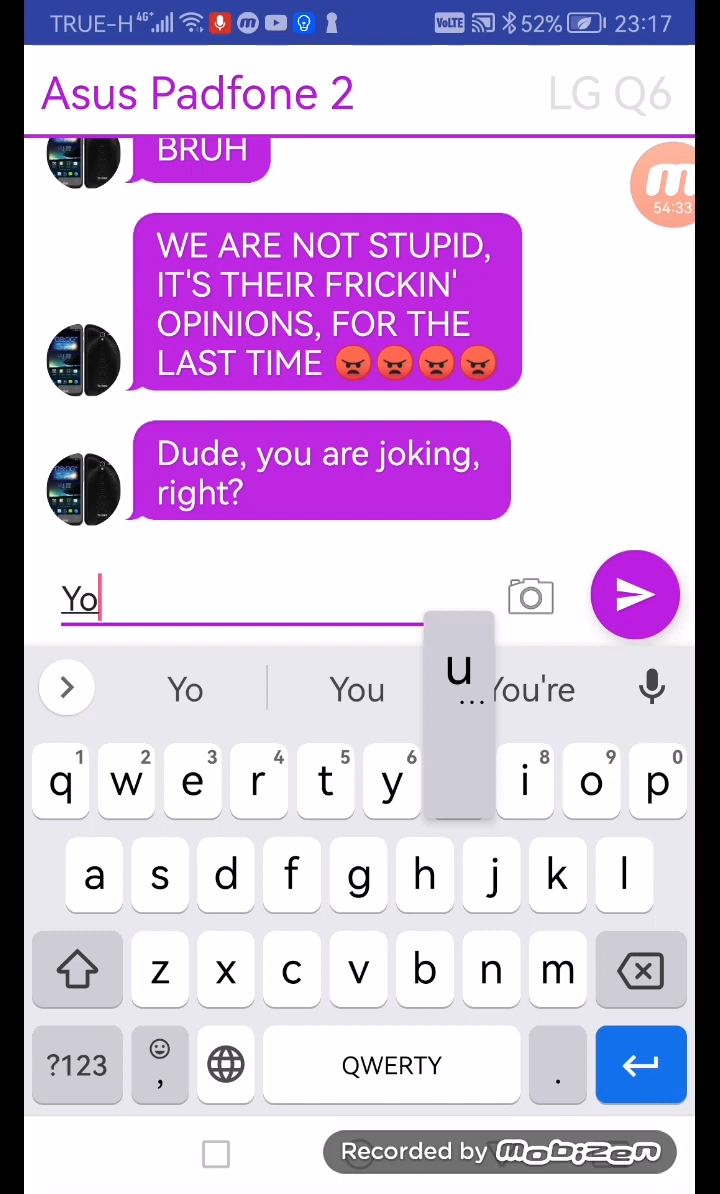 TRUE-H 4G+ VoLTE 52% 23:17
Asus Padfone 2 LG Q6
BRUH
54:33
WE ARE NOT STUPID,
IT'S THEIR FRICKIN'
OPINIONS, FOR THE
LAST TIME 😡😡😡😡
Dude, you are joking,
right?
Yo
u
...
Yo You You're
1 2 3 4 5 6 8 9 0
q w e r t y i o p
a s d f g h j k l
z x c v b n m
?123 , QWERTY .
Recorded by mobizen